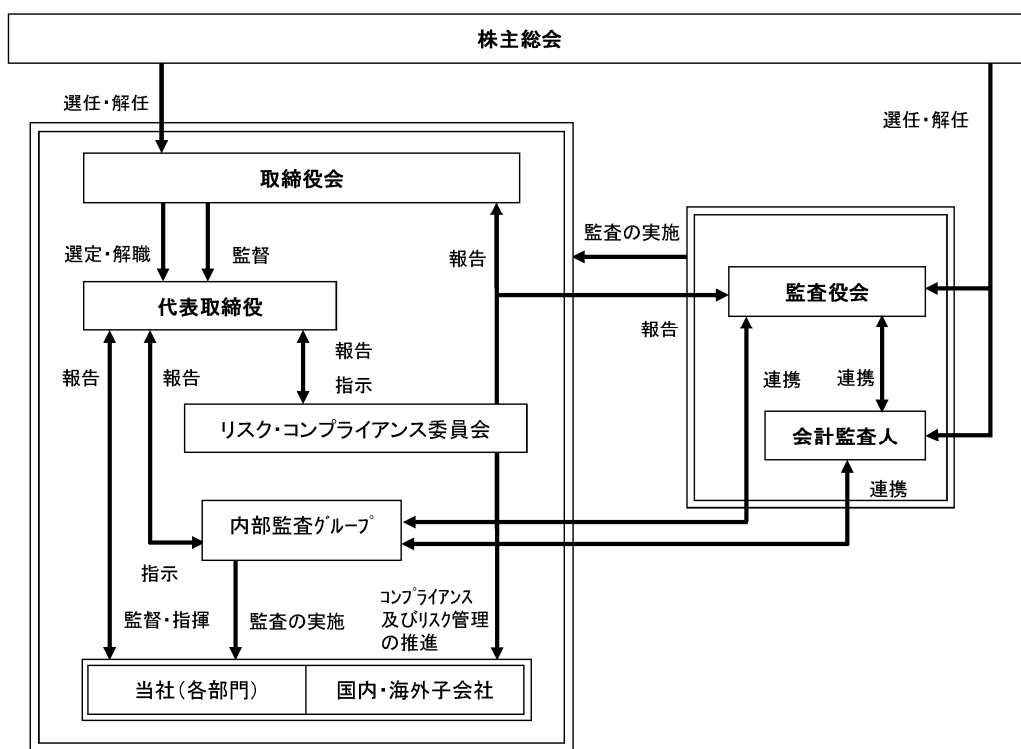 株主総会
選任・解任
選任・解任
取締役会
選定・解職
監督
報告
監査の実施
代表取締役
監査役会
報告
報告
報告
報告
指示
連携
連携
リスク・コンプライアンス委員会
会計監査人
連携
内部監査グループ
指示
監督・指揮
監査の実施
コンプライアンス
及びリスク管理
の推進
当社(各部門)
国内・海外子会社